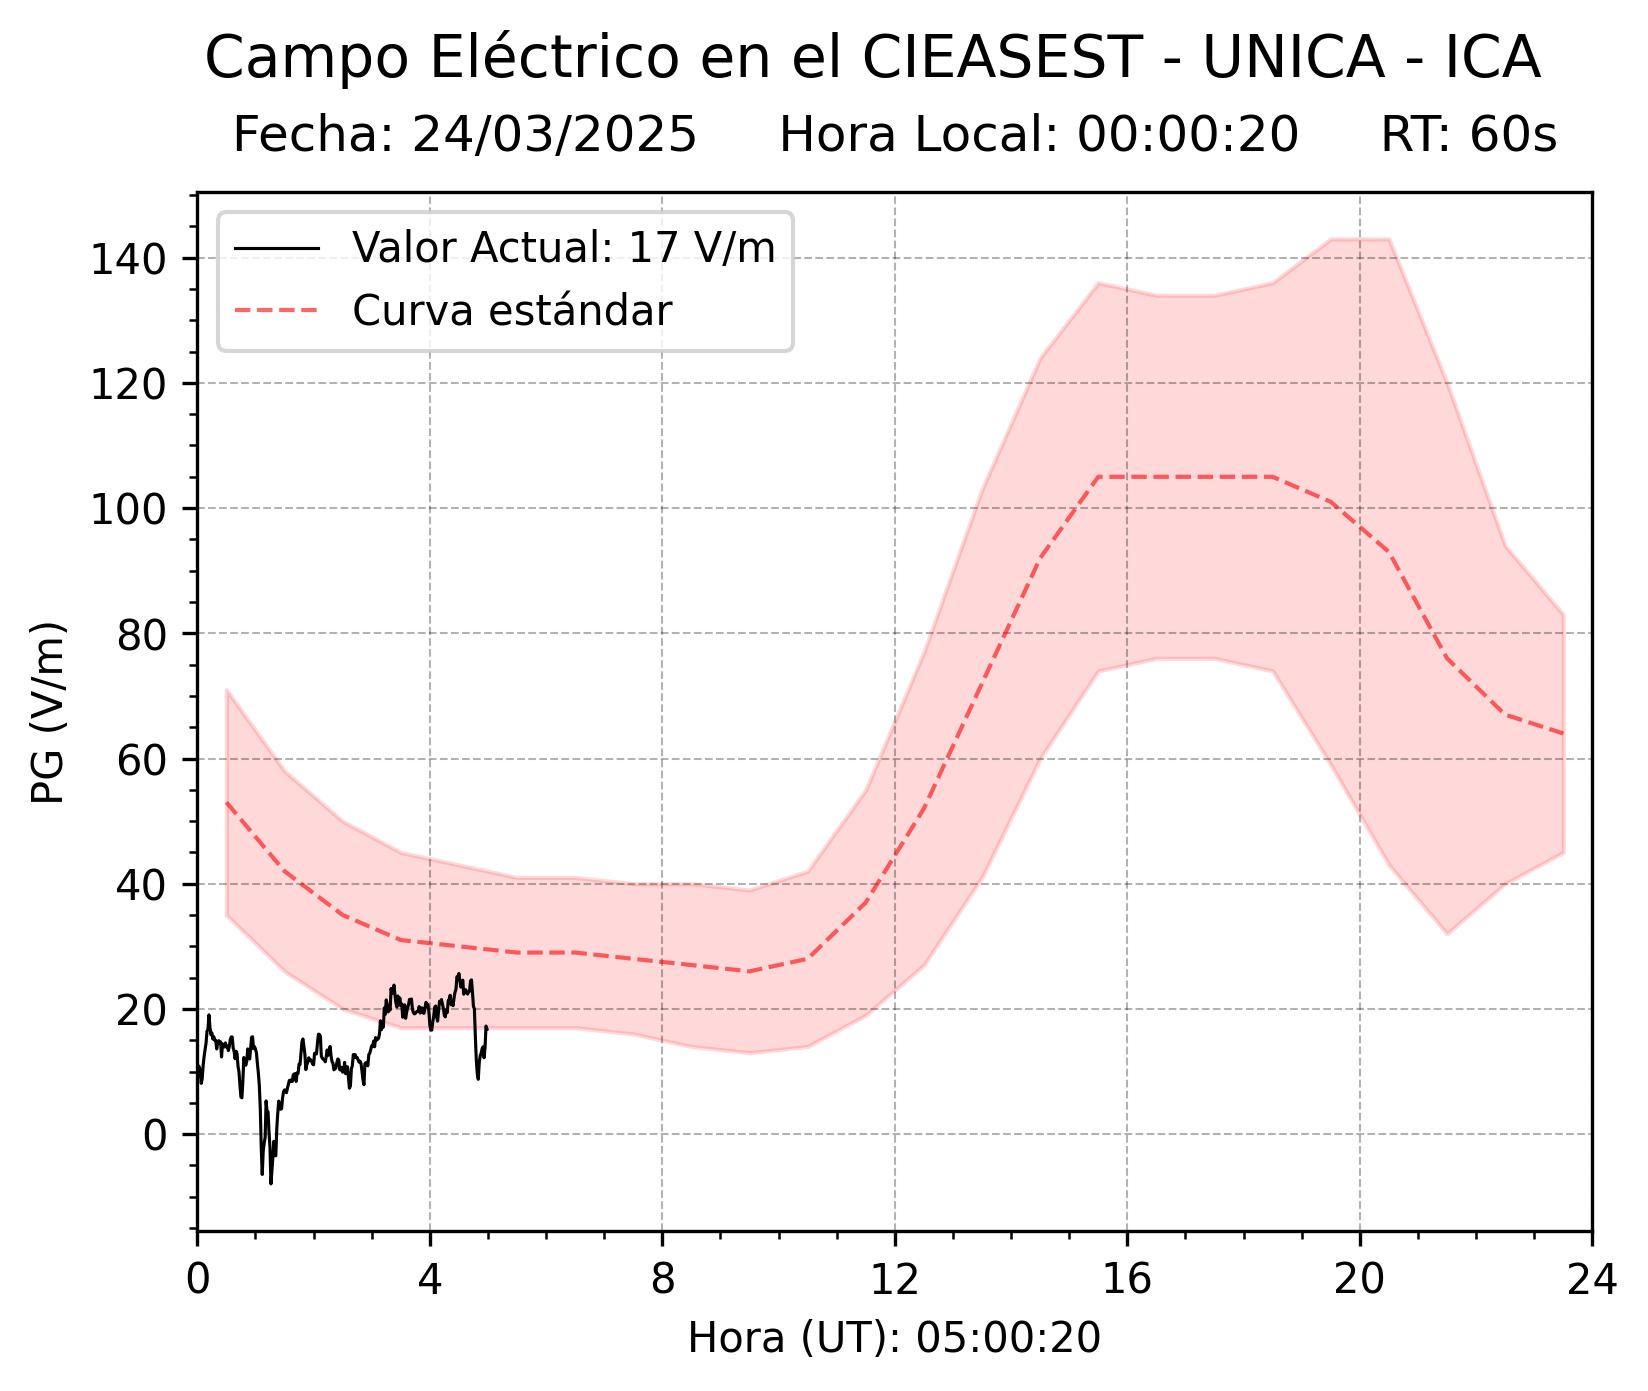 Campo Eléctrico en el CIEASEST - UNICA - ICA
Fecha: 24/03/2025 Hora Local: 00:00:20 RT: 60s
Valor Actual: 17 V/m
Curva estándar
PG (V/m)
140
120
100
80
60
40
20
0
0 4 8 12 16 20 24
Hora (UT): 05:00:20